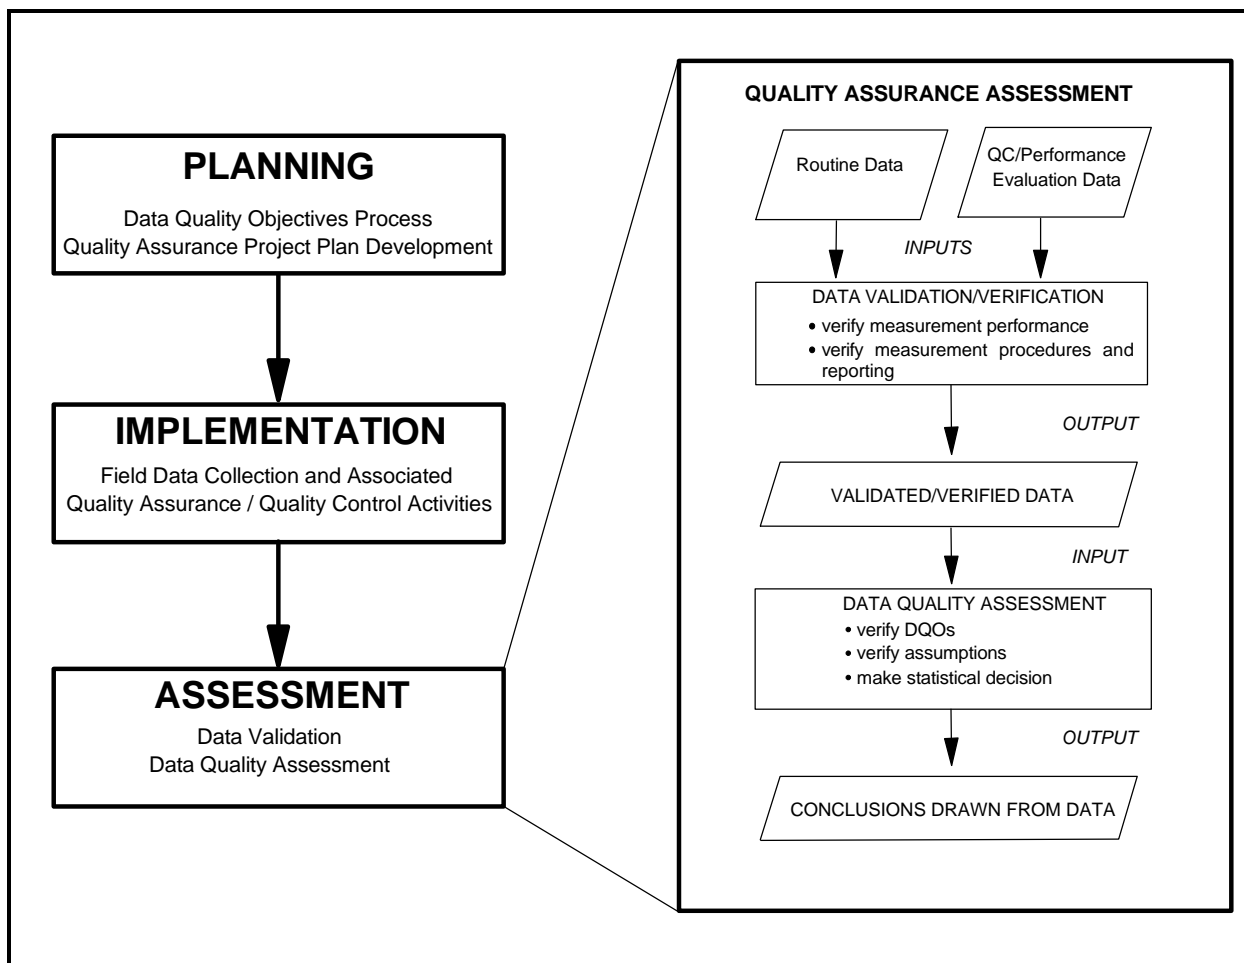 PLANNING
Data Quality Objectives Process
Quality Assurance Project Plan Development
IMPLEMENTATION
Field Data Collection and Associated
Quality Assurance / Quality Control Activities
ASSESSMENT
Data Validation
Data Quality Assessment
QUALITY ASSURANCE ASSESSMENT
Routine Data
QC/Performance
Evaluation Data
INPUTS
DATA VALIDATION/VERIFICATION
• verify measurement performance
• verify measurement procedures and
reporting
OUTPUT
VALIDATED/VERIFIED DATA
INPUT
DATA QUALITY ASSESSMENT
• verify DQOs
• verify assumptions
• make statistical decision
OUTPUT
CONCLUSIONS DRAWN FROM DATA